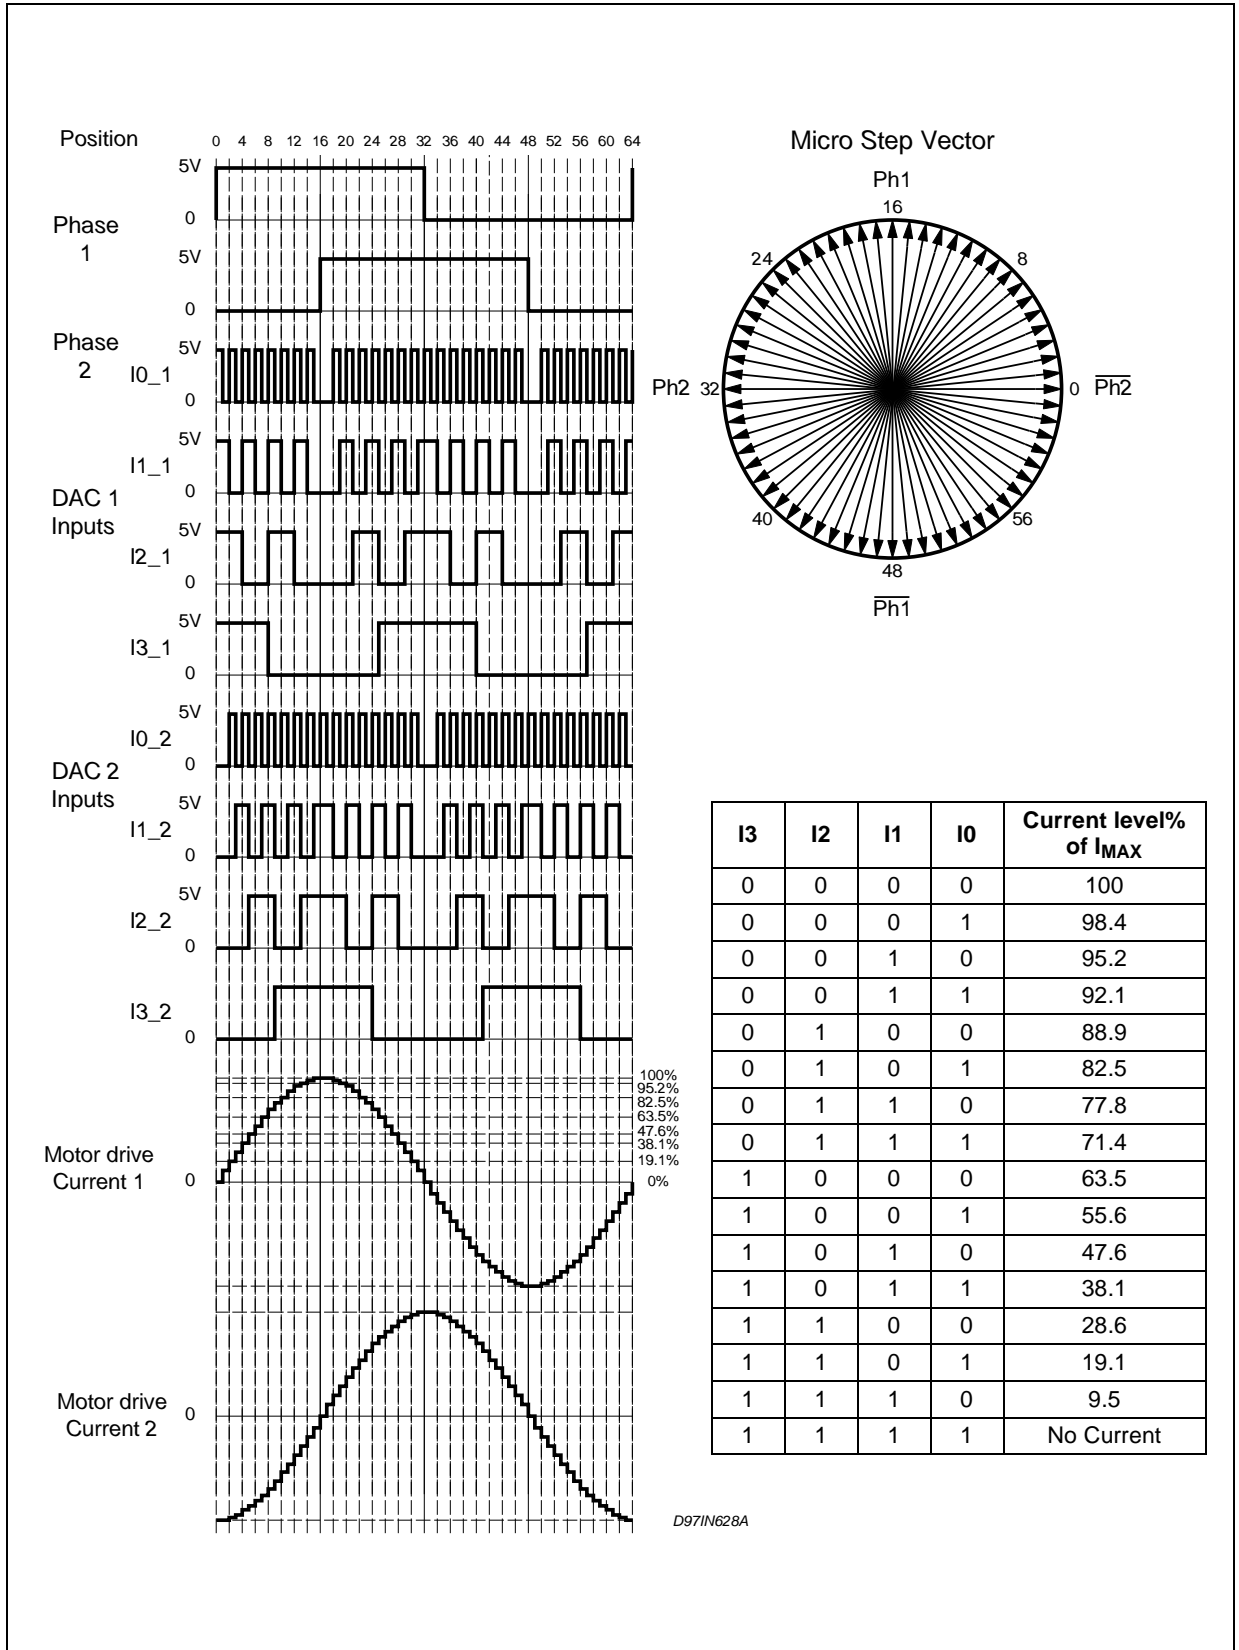 Position
0 4 8 12 16 20 24 28 32 36 40 44 48 52 56 60 64
5V
0
Phase
1
5V
0
Phase
2
I0_1
5V
0
DAC 1
Inputs
I1_1
5V
0
I2_1
5V
0
I3_1
5V
0
DAC 2
Inputs
I0_2
5V
0
I1_2
5V
0
I2_2
5V
0
I3_2
0
Motor drive
Current 1
0
100%
95.2%
82.5%
63.5%
47.6%
38.1%
19.1%
0%
Motor drive
Current 2
0
Micro Step Vector
Ph1
16
24
8
Ph2 32
0 P̅h̅2̅
40
56
48
P̅h̅1̅
I3 I2 I1 I0 Current level%
of IMAX
0 0 0 0 100
0 0 0 1 98.4
0 0 1 0 95.2
0 0 1 1 92.1
0 1 0 0 88.9
0 1 0 1 82.5
0 1 1 0 77.8
0 1 1 1 71.4
1 0 0 0 63.5
1 0 0 1 55.6
1 0 1 0 47.6
1 0 1 1 38.1
1 1 0 0 28.6
1 1 0 1 19.1
1 1 1 0 9.5
1 1 1 1 No Current
D97IN628A